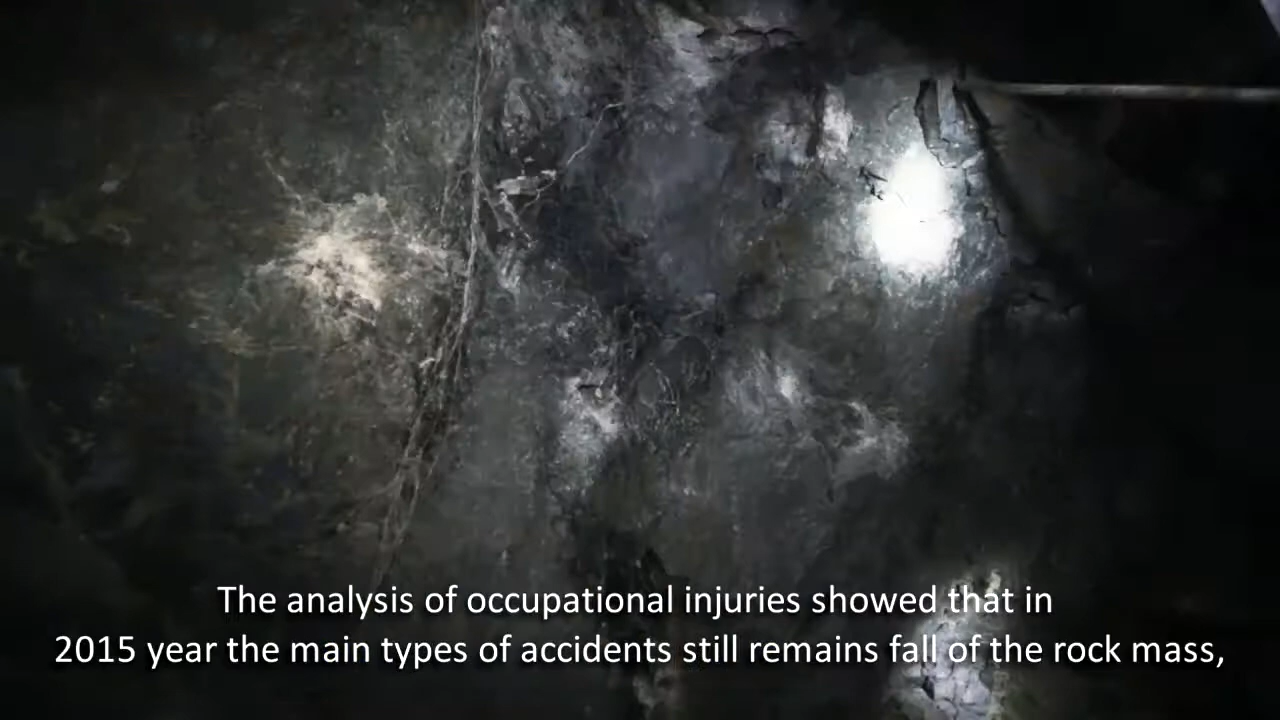 The analysis of occupational injuries showed that in
2015 year the main types of accidents still remains fall of the rock mass,